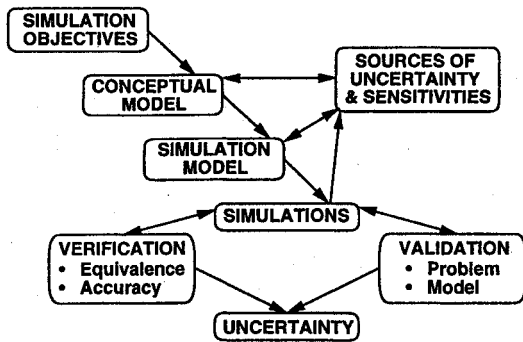 SIMULATION
OBJECTIVES
CONCEPTUAL
MODEL
SOURCES OF
UNCERTAINTY
& SENSITIVITIES
SIMULATION
MODEL
SIMULATIONS
VERIFICATION
• Equivalence
• Accuracy
VALIDATION
• Problem
• Model
UNCERTAINTY